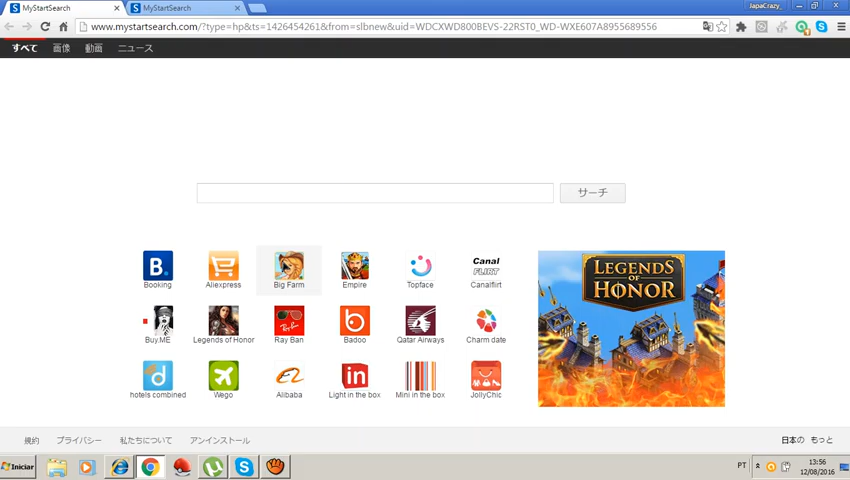 MyStartSearch MyStartSearch IapaCrazy_
www.mystartsearch.com/?type=hp&ts=1426454261&from=slbnew&uid=WDCXWD800BEVS-22RST0_WD-WXE607A8955689556
すべて 画像 動画 ニュース
サーチ
B.
Canal
FLIRT
LEGENDS
OF
HONOR
Booking Aliexpress Big Farm Empire Topface Canalflirt
Ray-Ban
Buy.ME Legends of Honor Ray Ban Badoo Qatar Airways Charm date
in
hotels combined Wego Alibaba Light in the box Mini in the box JollyChic
規約 プライバシー 私たちについて アンインストール 日本の もっと
Iniciar PT 13:56
12/08/2016